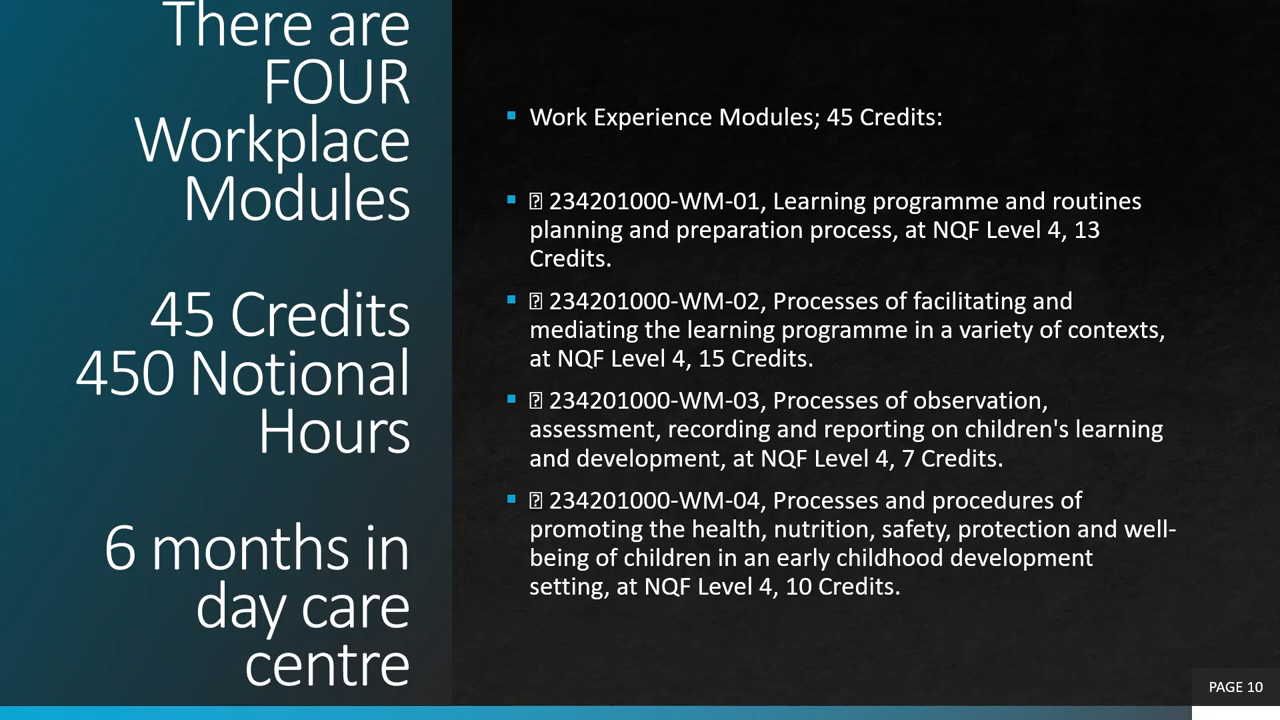 There are
FOUR
Workplace
Modules
45 Credits
450 Notional
Hours
6 months in
day care
centre
Work Experience Modules; 45 Credits:
234201000-WM-01, Learning programme and routines
planning and preparation process, at NQF Level 4, 13
Credits.
234201000-WM-02, Processes of facilitating and
mediating the learning programme in a variety of contexts,
at NQF Level 4, 15 Credits.
234201000-WM-03, Processes of observation,
assessment, recording and reporting on children's learning
and development, at NQF Level 4, 7 Credits.
234201000-WM-04, Processes and procedures of
promoting the health, nutrition, safety, protection and well-
being of children in an early childhood development
setting, at NQF Level 4, 10 Credits.
PAGE 10